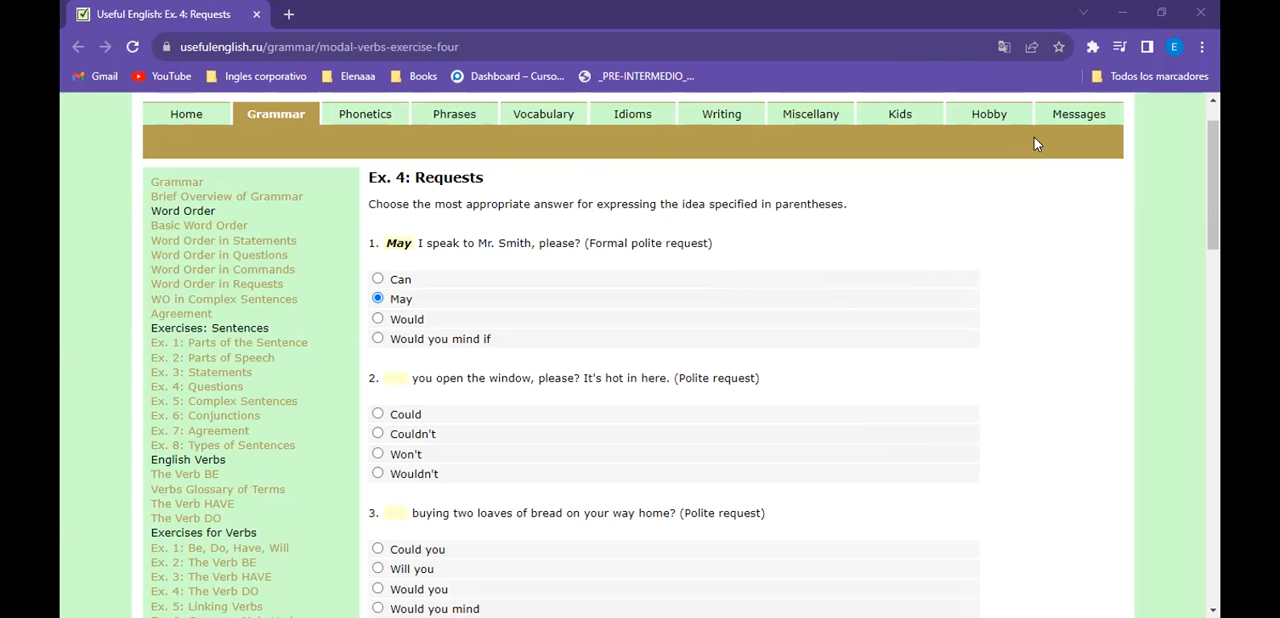 Useful English: Ex. 4: Requests
usefulenglish.ru/grammar/modal-verbs-exercise-four
E
Gmail YouTube Ingles corporativo Elenaaa Books Dashboard – Curso... _PRE-INTERMEDIO_... Todos los marcadores
Home Grammar Phonetics Phrases Vocabulary Idioms Writing Miscellany Kids Hobby Messages
Grammar
Brief Overview of Grammar
Word Order
Basic Word Order
Word Order in Statements
Word Order in Questions
Word Order in Commands
Word Order in Requests
WO in Complex Sentences
Agreement
Exercises: Sentences
Ex. 1: Parts of the Sentence
Ex. 2: Parts of Speech
Ex. 3: Statements
Ex. 4: Questions
Ex. 5: Complex Sentences
Ex. 6: Conjunctions
Ex. 7: Agreement
Ex. 8: Types of Sentences
English Verbs
The Verb BE
Verbs Glossary of Terms
The Verb HAVE
The Verb DO
Exercises for Verbs
Ex. 1: Be, Do, Have, Will
Ex. 2: The Verb BE
Ex. 3: The Verb HAVE
Ex. 4: The Verb DO
Ex. 5: Linking Verbs
Ex. 4: Requests
Choose the most appropriate answer for expressing the idea specified in parentheses.
1. May I speak to Mr. Smith, please? (Formal polite request)
Can
May
Would
Would you mind if
2. you open the window, please? It's hot in here. (Polite request)
Could
Couldn't
Won't
Wouldn't
3. buying two loaves of bread on your way home? (Polite request)
Could you
Will you
Would you
Would you mind